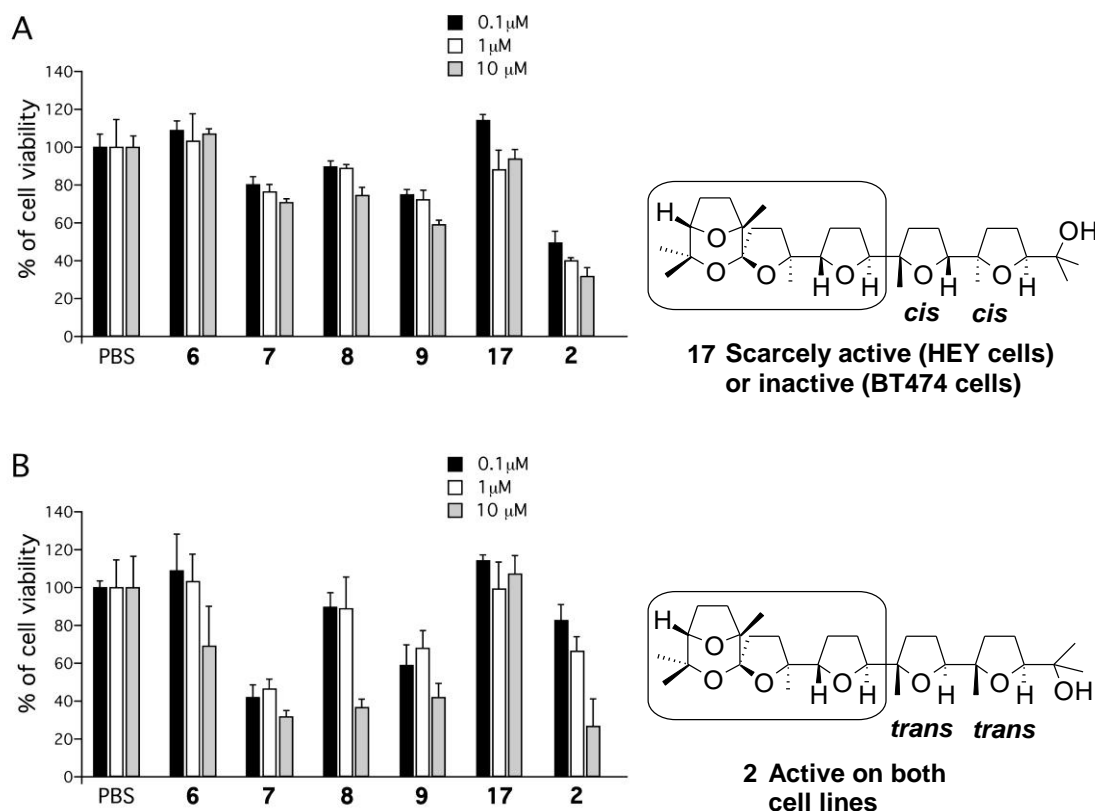 A
0.1µM
1µM
10 µM
% of cell viability
140
120
100
80
60
40
20
0
PBS 6 7 8 9 17 2
H
O
O
O
O
H
H
O
H
O
H
OH
cis cis
17 Scarcely active (HEY cells)
or inactive (BT474 cells)
B
0.1µM
1µM
10 µM
% of cell viability
140
120
100
80
60
40
20
0
PBS 6 7 8 9 17 2
H
O
O
O
O
H
H
O
H
O
H
OH
trans trans
2 Active on both
cell lines